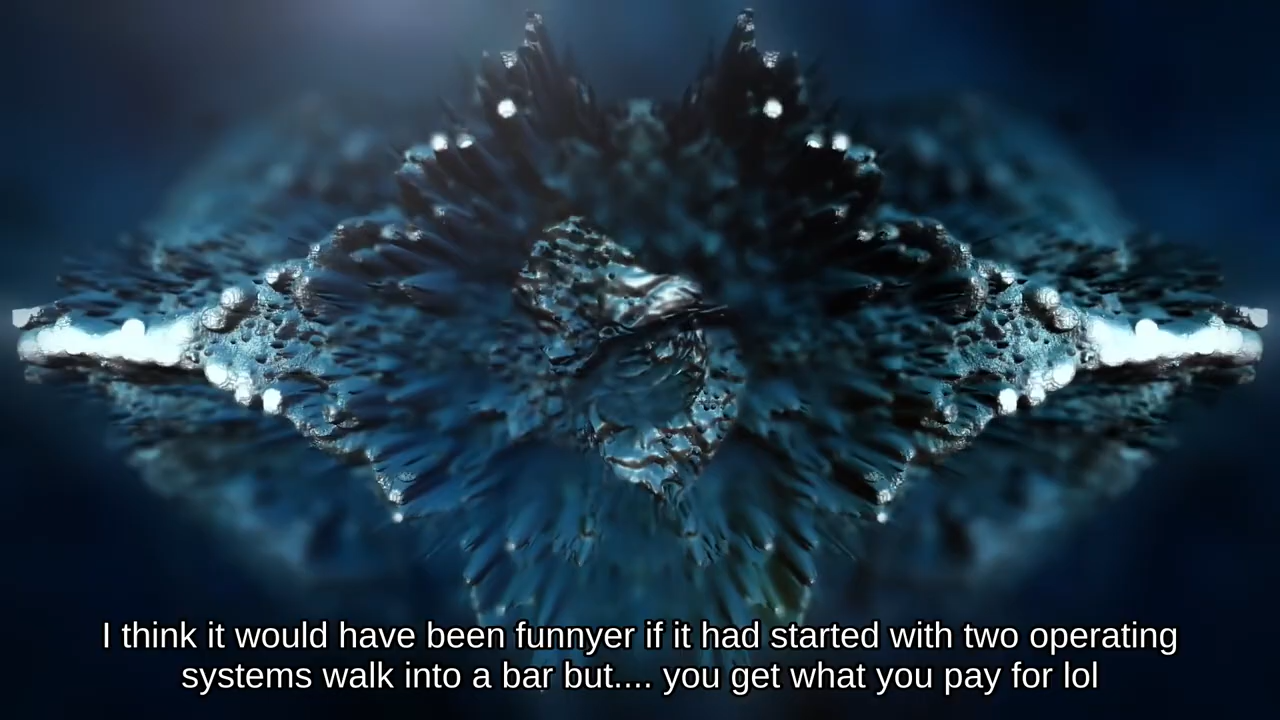 I think it would have been funnyer if it had started with two operating
systems walk into a bar but.... you get what you pay for lol